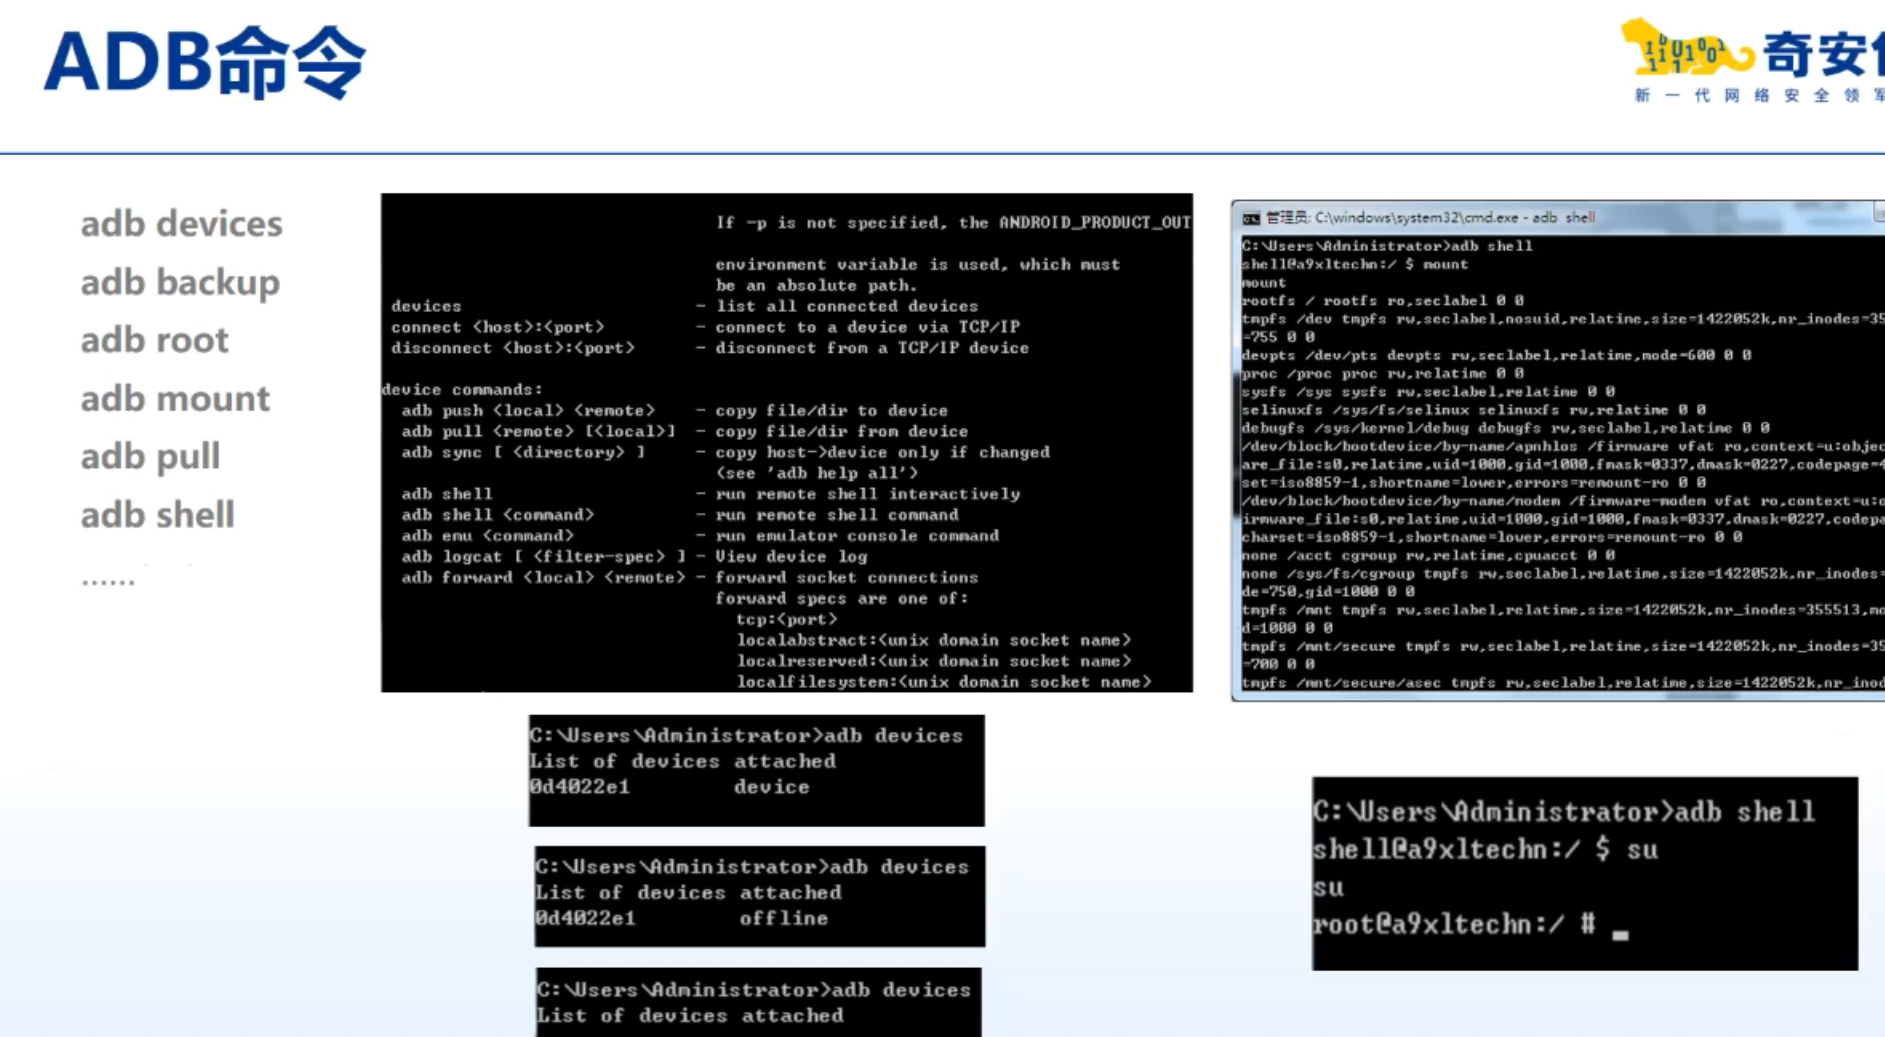 ADB命令
奇安
新一代网络安全领军
adb devices
adb backup
adb root
adb mount
adb pull
adb shell
......
If -p is not specified, the ANDROID_PRODUCT_OUT
environment variable is used, which must
be an absolute path.
devices - list all connected devices
connect <host>:<port> - connect to a device via TCP/IP
disconnect <host>:<port> - disconnect from a TCP/IP device
device commands:
adb push <local> <remote> - copy file/dir to device
adb pull <remote> [<local>] - copy file/dir from device
adb sync [ <directory> ] - copy host->device only if changed
(see 'adb help all')
adb shell - run remote shell interactively
adb shell <command> - run remote shell command
adb emu <command> - run emulator console command
adb logcat [ <filter-spec> ] - View device log
adb forward <local> <remote> - forward socket connections
forward specs are one of:
tcp:<port>
localabstract:<unix domain socket name>
localreserved:<unix domain socket name>
localfilesystem:<unix domain socket name>
管理员: C:\windows\system32\cmd.exe - adb shell
C:\Users\Administrator>adb shell
shell@a9xltechn:/ $ mount
mount
rootfs / rootfs ro,seclabel 0 0
tmpfs /dev tmpfs rw,seclabel,nosuid,relatime,size=1422052k,nr_inodes=35
=755 0 0
devpts /dev/pts devpts rw,seclabel,relatime,mode=600 0 0
proc /proc proc rw,relatime 0 0
sysfs /sys sysfs rw,seclabel,relatime 0 0
selinuxfs /sys/fs/selinux selinuxfs rw,relatime 0 0
debugfs /sys/kernel/debug debugfs rw,seclabel,relatime 0 0
/dev/block/bootdevice/by-name/apnhlos /firmware vfat ro,context=u:objec
are_file:s0,relatime,uid=1000,gid=1000,fmask=0337,dmask=0227,codepage=4
set=iso8859-1,shortname=lower,errors=remount-ro 0 0
/dev/block/bootdevice/by-name/modem /firmware-modem vfat ro,context=u:o
irmware_file:s0,relatime,uid=1000,gid=1000,fmask=0337,dmask=0227,codepa
charset=iso8859-1,shortname=lower,errors=remount-ro 0 0
none /acct cgroup rw,relatime,cpuacct 0 0
none /sys/fs/cgroup tmpfs rw,seclabel,relatime,size=1422052k,nr_inodes=
de=750,gid=1000 0 0
tmpfs /mnt tmpfs rw,seclabel,relatime,size=1422052k,nr_inodes=355513,mo
d=1000 0 0
tmpfs /mnt/secure tmpfs rw,seclabel,relatime,size=1422052k,nr_inodes=35
=700 0 0
tmpfs /mnt/secure/asec tmpfs rw,seclabel,relatime,size=1422052k,nr_inod
C:\Users\Administrator>adb devices
List of devices attached
0d4022e1 device
C:\Users\Administrator>adb devices
List of devices attached
0d4022e1 offline
C:\Users\Administrator>adb devices
List of devices attached
C:\Users\Administrator>adb shell
shell@a9xltechn:/ $ su
su
root@a9xltechn:/ # _